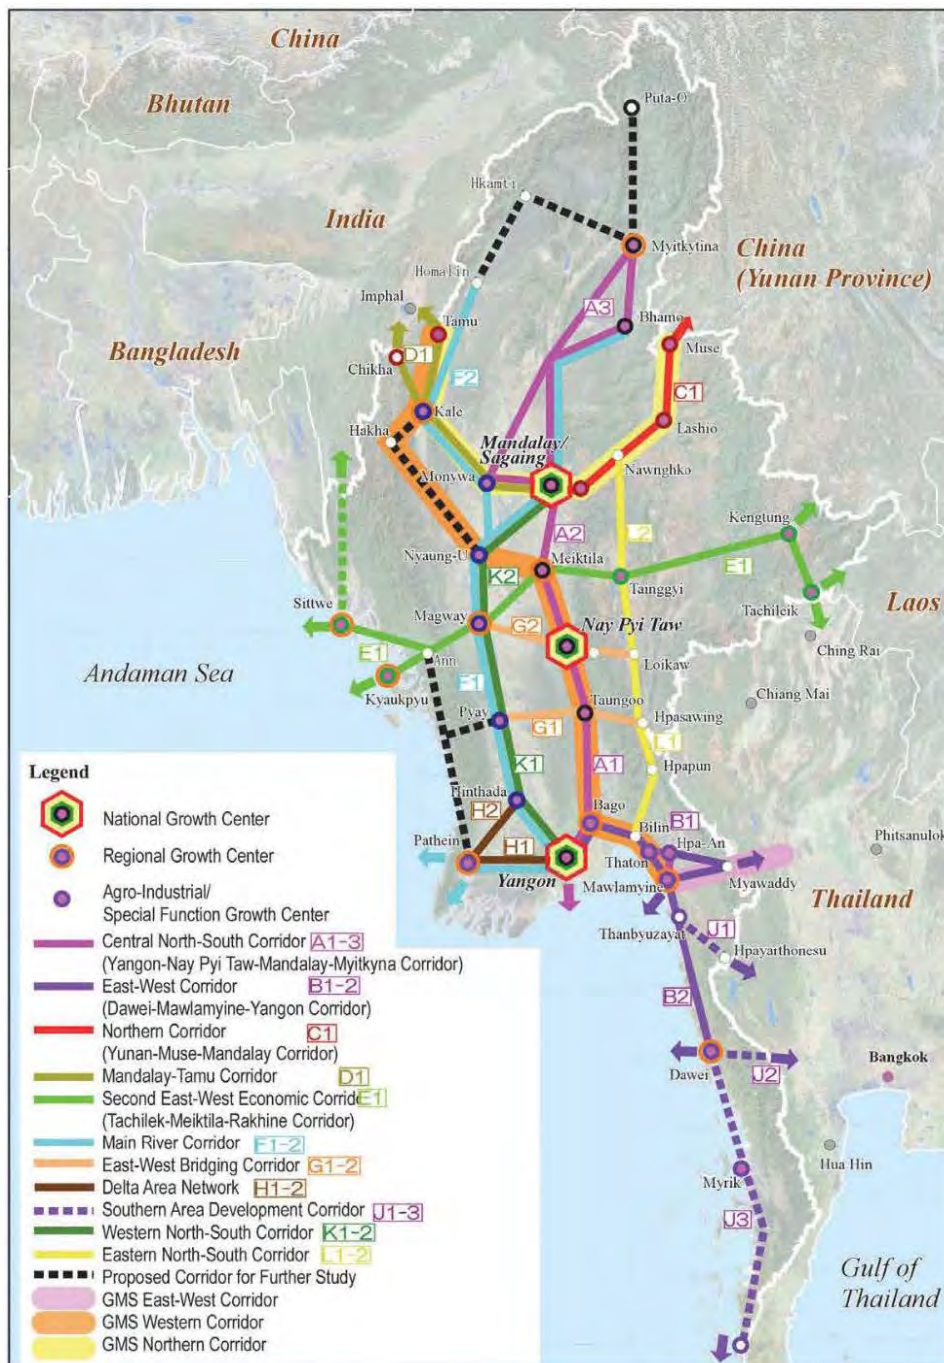 China
Bhutan
Puta-O
Hkamti
India
Myitkytina
China
(Yunan Province)
Homalin
Imphal
A3
Bhamo
Tamu
Muse
Bangladesh
D1
Chikha
F2
C1
Kale
Lashio
Hakha
Mandalay/
Sagaing
Nawnghko
Monywa
Kengtung
A2
L2
Nyaung-U
Meiktila
K2
E1
Tainggyi
Tachileik
Laos
Sittwe
Magway
G2
Nay Pyi Taw
Ching Rai
E1
Ann
Loikaw
Andaman Sea
Kyaukpyu
F1
Chiang Mai
Taungoo
Pyay
Hpasawing
G1
L1
K1
A1
Hpapun
Hinthada
Bago
H2
Bilin
B1
Hpa-An
Phitsanulok
Pathein
H1
Thaton
Yangon
Mawlamyine
Myawaddy
Thailand
Thanbyuzayat
J1
Hpayarthonesu
B2
Dawei
J2
Bangkok
Hua Hin
Myrik
J3
Gulf of
Thailand
Legend
National Growth Center
Regional Growth Center
Agro-Industrial/
Special Function Growth Center
Central North-South Corridor A1-3
(Yangon-Nay Pyi Taw-Mandalay-Myitkyna Corridor)
East-West Corridor B1-2
(Dawei-Mawlamyine-Yangon Corridor)
Northern Corridor C1
(Yunan-Muse-Mandalay Corridor)
Mandalay-Tamu Corridor D1
Second East-West Economic Corrido E1
(Tachilek-Meiktila-Rakhine Corridor)
Main River Corridor F1-2
East-West Bridging Corridor G1-2
Delta Area Network H1-2
Southern Area Development Corridor J1-3
Western North-South Corridor K1-2
Eastern North-South Corridor L1-2
Proposed Corridor for Further Study
GMS East-West Corridor
GMS Western Corridor
GMS Northern Corridor